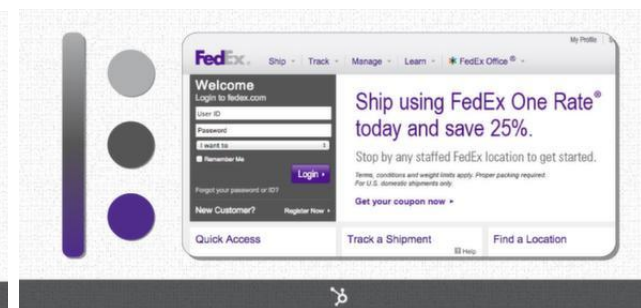 My Profile
FedEx.
Ship
Track
Manage
Learn
FedEx Office ®
Welcome
Login to fedex.com
User ID
Password
I want to
Remember Me
Login
Forgot your password or ID?
New Customer?
Register Now
Ship using FedEx One Rate®
today and save 25%.
Stop by any staffed FedEx location to get started.
Terms, conditions and weight limits apply. Proper packing required.
For U.S. domestic shipments only.
Get your coupon now
Quick Access
Track a Shipment
Help
Find a Location